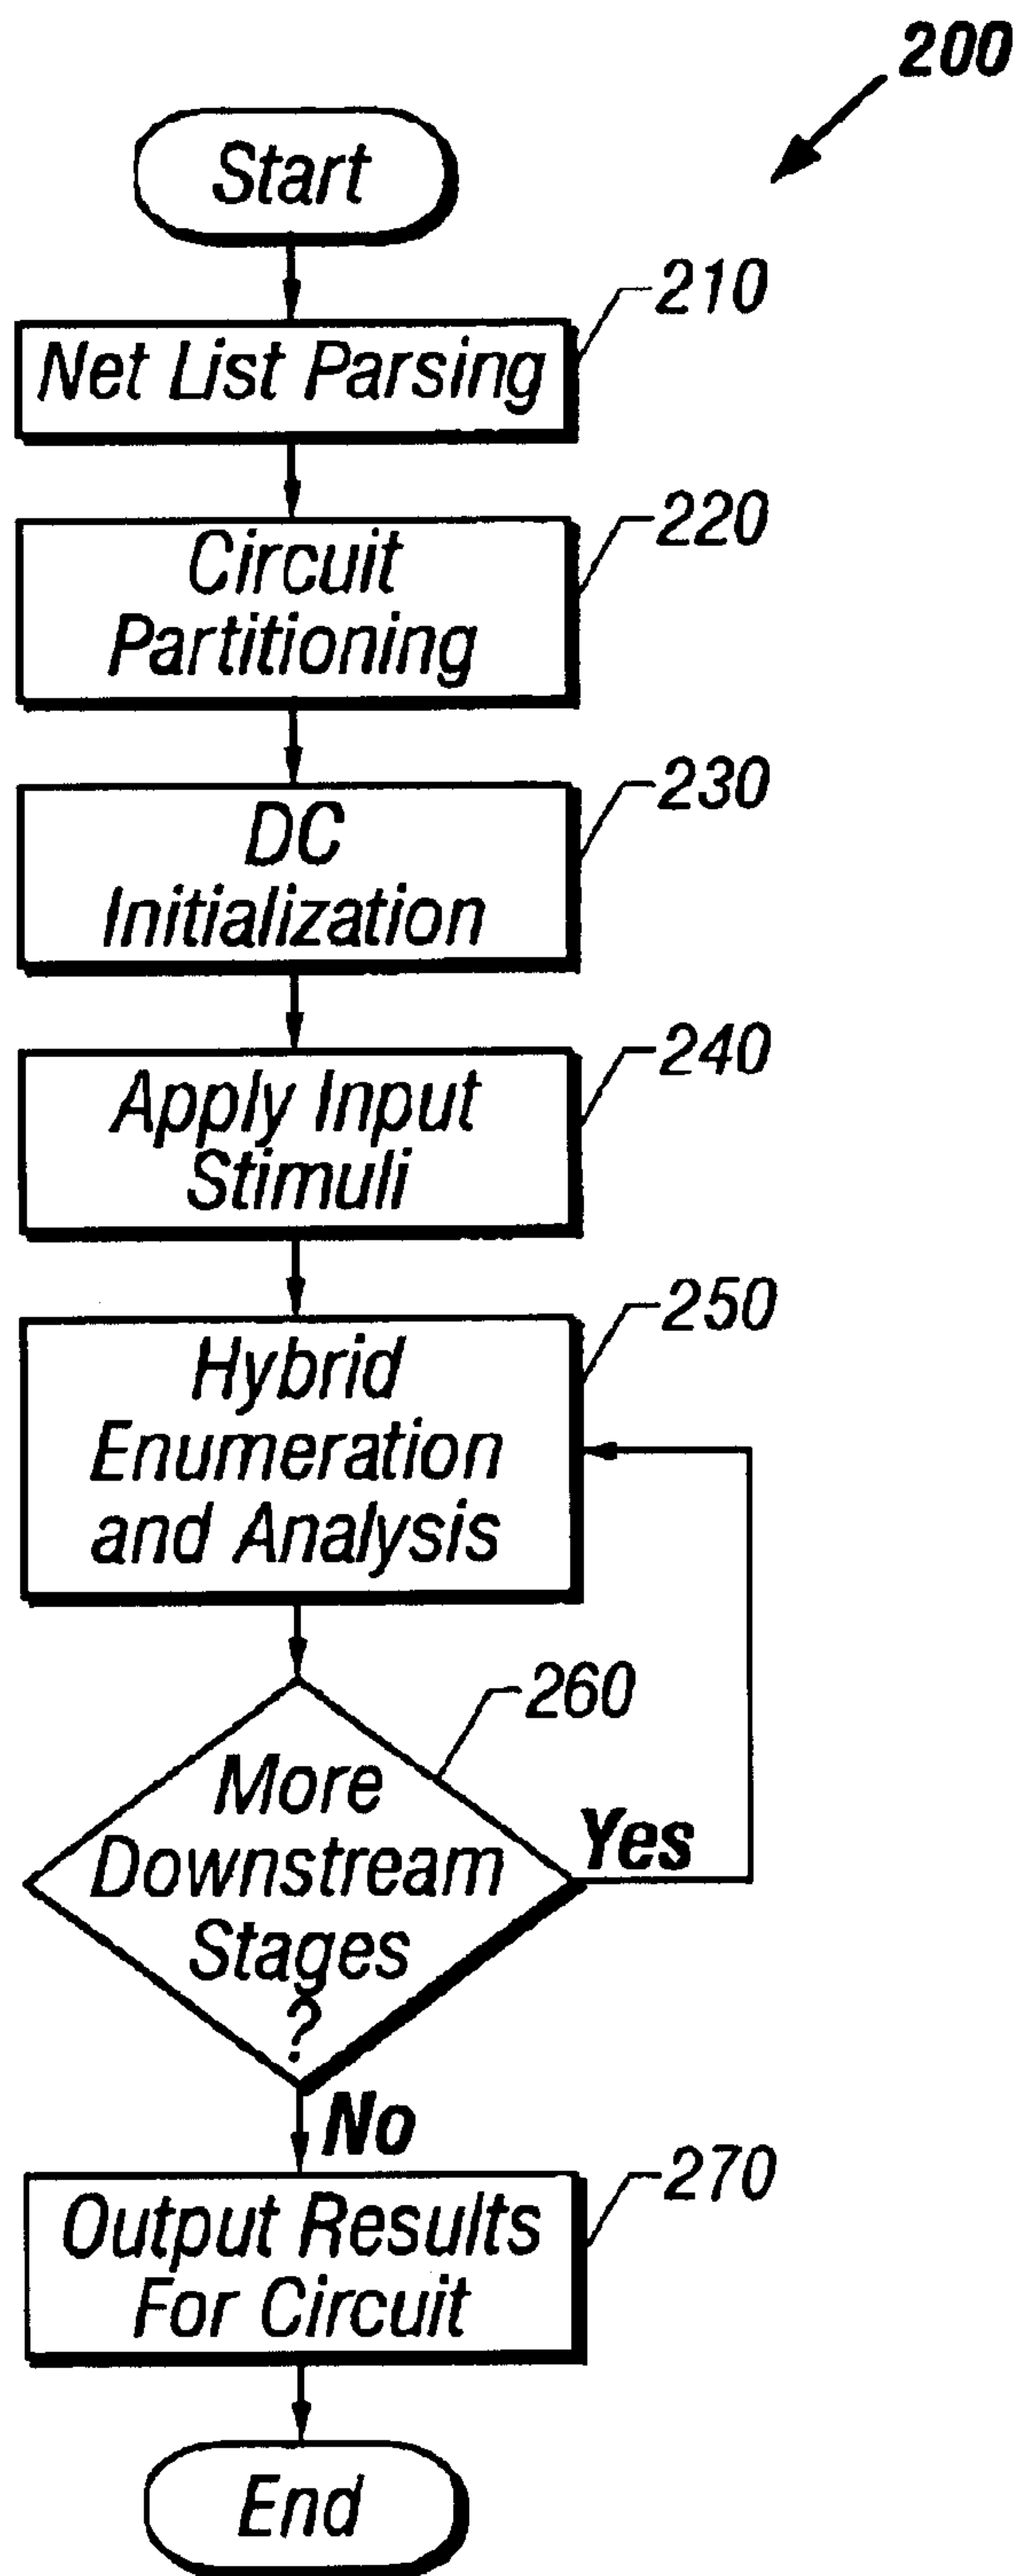 200
Start
210
Net List Parsing
220
Circuit
Partitioning
230
DC
Initialization
240
Apply Input
Stimuli
250
Hybrid
Enumeration
and Analysis
260
More
Downstream
Stages
?
Yes
No
270
Output Results
For Circuit
End